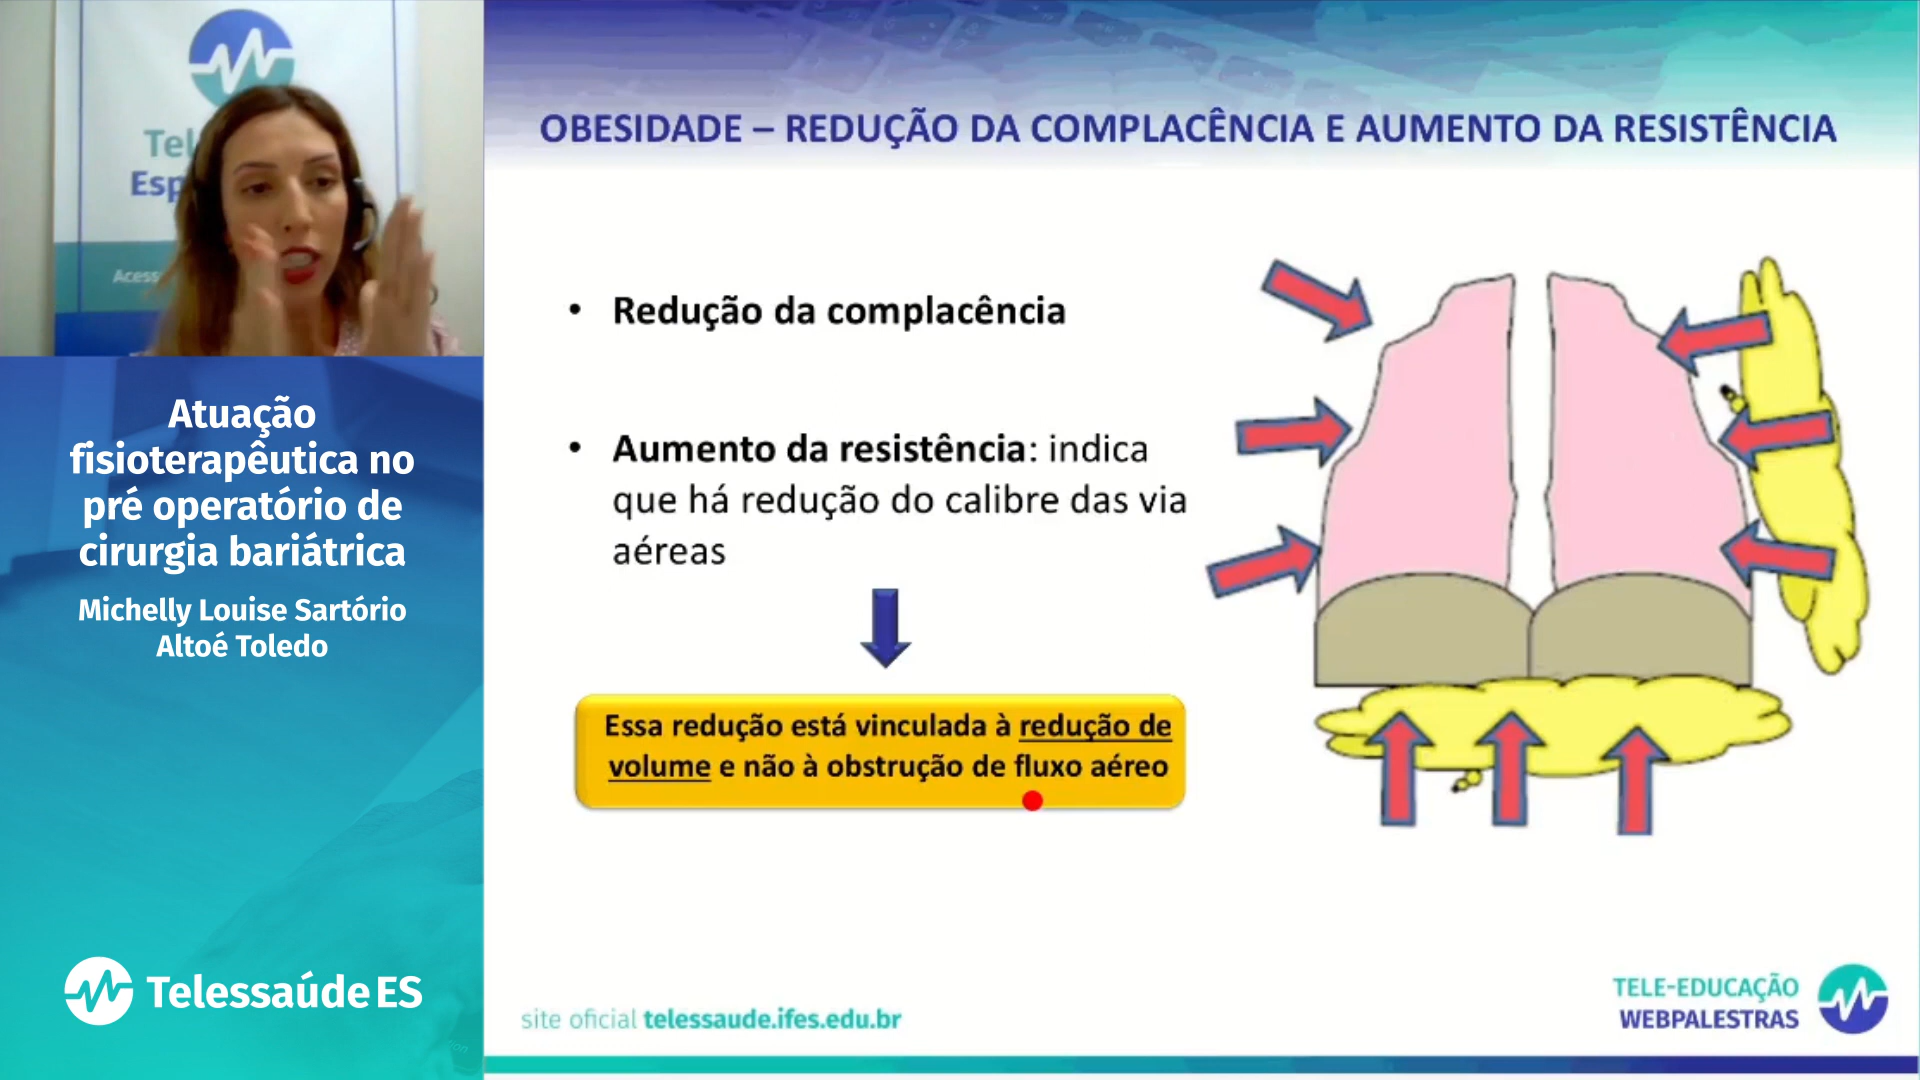 Tel
Esp
Acess
Atuação
fisioterapêutica no
pré operatório de
cirurgia bariátrica
Michelly Louise Sartório
Altoé Toledo
TelessaúdeES
OBESIDADE – REDUÇÃO DA COMPLACÊNCIA E AUMENTO DA RESISTÊNCIA
• Redução da complacência
• Aumento da resistência: indica
que há redução do calibre das via
aéreas
Essa redução está vinculada à redução de
volume e não à obstrução de fluxo aéreo
site oficial telessaude.ifes.edu.br
TELE-EDUCAÇÃO
WEBPALESTRAS